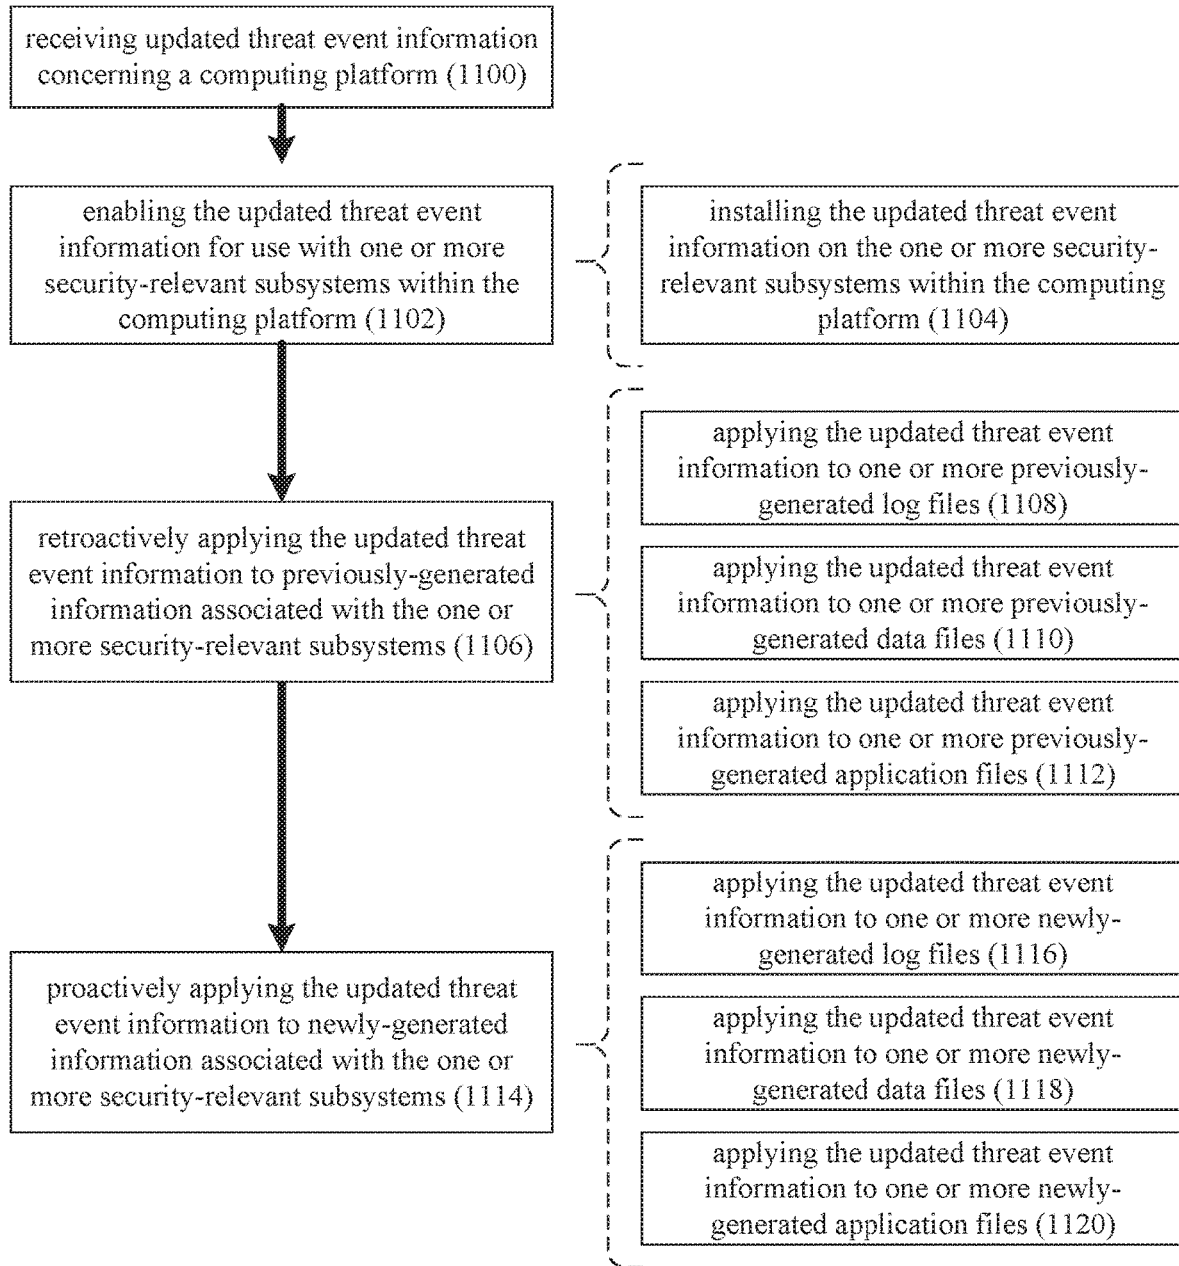 receiving updated threat event information
concerning a computing platform (1100)
enabling the updated threat event
information for use with one or more
security-relevant subsystems within the
computing platform (1102)
installing the updated threat event
information on the one or more security-
relevant subsystems within the computing
platform (1104)
retroactively applying the updated threat
event information to previously-generated
information associated with the one or
more security-relevant subsystems (1106)
applying the updated threat event
information to one or more previously-
generated log files (1108)
applying the updated threat event
information to one or more previously-
generated data files (1110)
applying the updated threat event
information to one or more previously-
generated application files (1112)
proactively applying the updated threat
event information to newly-generated
information associated with the one or
more security-relevant subsystems (1114)
applying the updated threat event
information to one or more newly-
generated log files (1116)
applying the updated threat event
information to one or more newly-
generated data files (1118)
applying the updated threat event
information to one or more newly-
generated application files (1120)